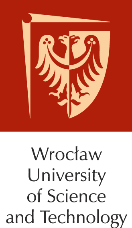 Wrocław
University
of Science
and Technology